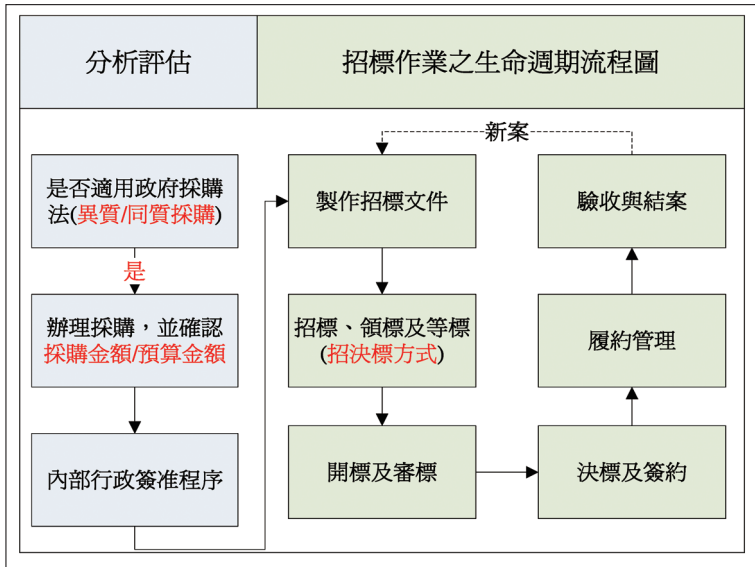 分析評估
招標作業之生命週期流程圖
是否適用政府採購
法(異質/同質採購)
是
辦理採購，並確認
採購金額/預算金額
內部行政簽准程序
新案
製作招標文件
招標、領標及等標
(招決標方式)
開標及審標
決標及簽約
履約管理
驗收與結案